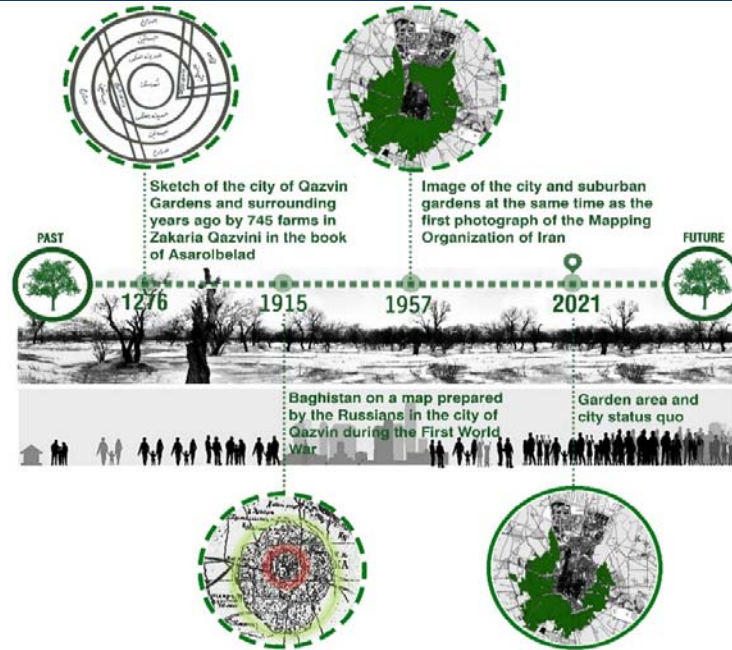 Sketch of the city of Qazvin
Gardens and surrounding
years ago by 745 farms in
Zakaria Qazvini in the book
of Asarolbelad
Image of the city and suburban
gardens at the same time as the
first photograph of the Mapping
Organization of Iran
PAST
FUTURE
1276
1915
1957
2021
Baghistan on a map prepared
by the Russians in the city of
Qazvin during the First World
War
Garden area and
city status quo